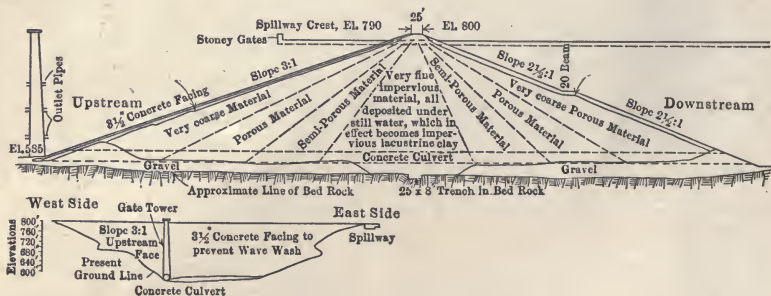 25'
Spillway Crest, El. 790
El. 800
Stoney Gates
Outlet Pipes
Upstream
3½" Concrete Facing
Slope 3:1
Very coarse Material
Porous Material
Semi-Porous Material
Very fine
impervious
material, all
deposited under
still water, which in
effect becomes imper-
vious lacustrine clay
Semi-Porous Material
Porous Material
Very coarse Porous Material
Slope 2½:1
20' Beam
Slope 2½:1
Downstream
El. 585
Gravel
Concrete Culvert
Gravel
Approximate Line of Bed Rock
25 x 8' Trench in Bed Rock
West Side
Gate Tower
East Side
Elevations
800'
760
720
680
640
600
Slope 3:1
Upstream
Face
3½" Concrete Facing to
prevent Wave Wash
Spillway
Present
Ground Line
Concrete Culvert